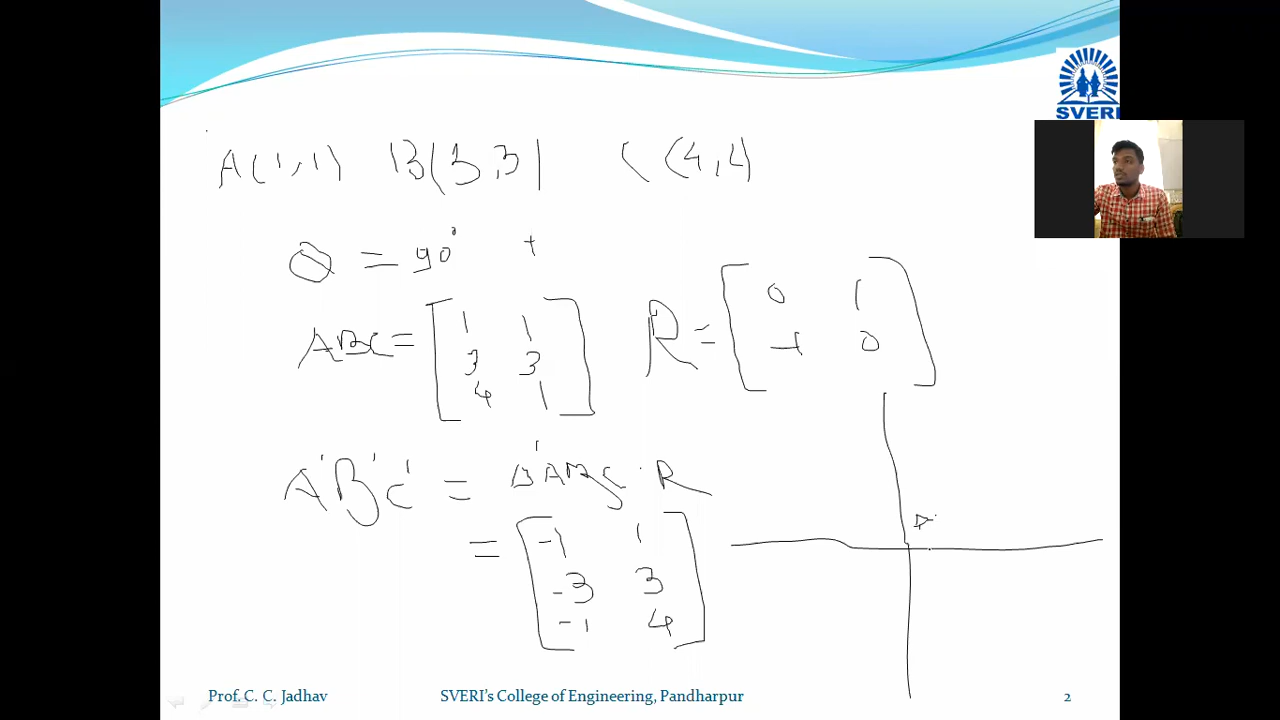 SVERI
A(1,1) B(3,3) C(4,1)
θ = 90° +
ABC = [1 1 R = [0 1
3 3 -1 0]
4 1]
A'B'C' = ABC · R
= [-1 1
-3 3
-1 4]
Prof. C. C. Jadhav SVERI's College of Engineering, Pandharpur 2